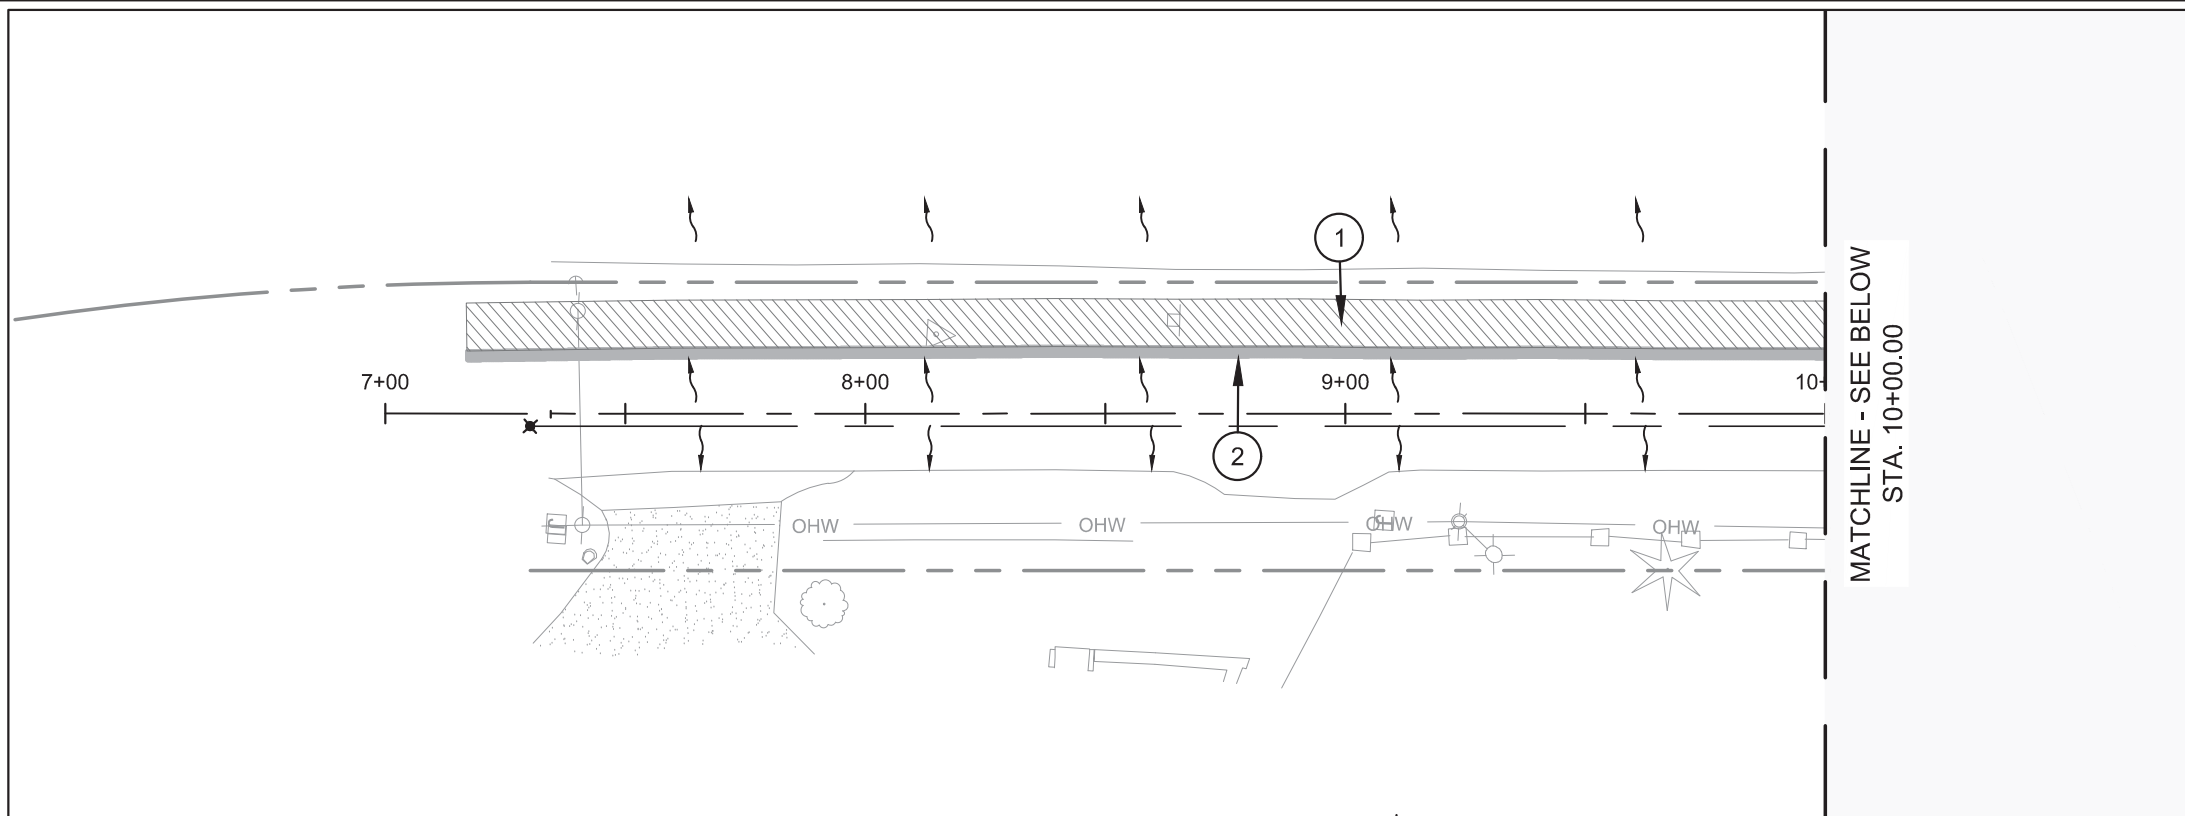 1
7+00
8+00
9+00
10+
2
OHW
OHW
OHW
OHW
MATCHLINE - SEE BELOW
STA. 10+00.00